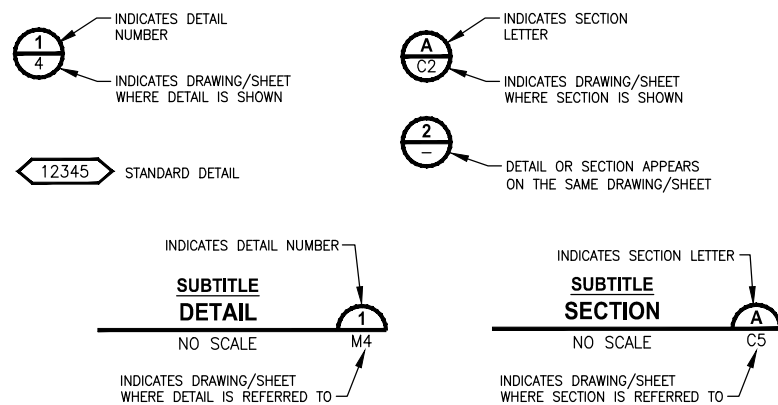 INDICATES DETAIL
NUMBER
1
4
INDICATES DRAWING/SHEET
WHERE DETAIL IS SHOWN
INDICATES SECTION
LETTER
A
C2
INDICATES DRAWING/SHEET
WHERE SECTION IS SHOWN
12345
STANDARD DETAIL
2
–
DETAIL OR SECTION APPEARS
ON THE SAME DRAWING/SHEET
INDICATES DETAIL NUMBER
SUBTITLE
DETAIL
1
NO SCALE
M4
INDICATES DRAWING/SHEET
WHERE DETAIL IS REFERRED TO
INDICATES SECTION LETTER
SUBTITLE
SECTION
A
NO SCALE
C5
INDICATES DRAWING/SHEET
WHERE SECTION IS REFERRED TO